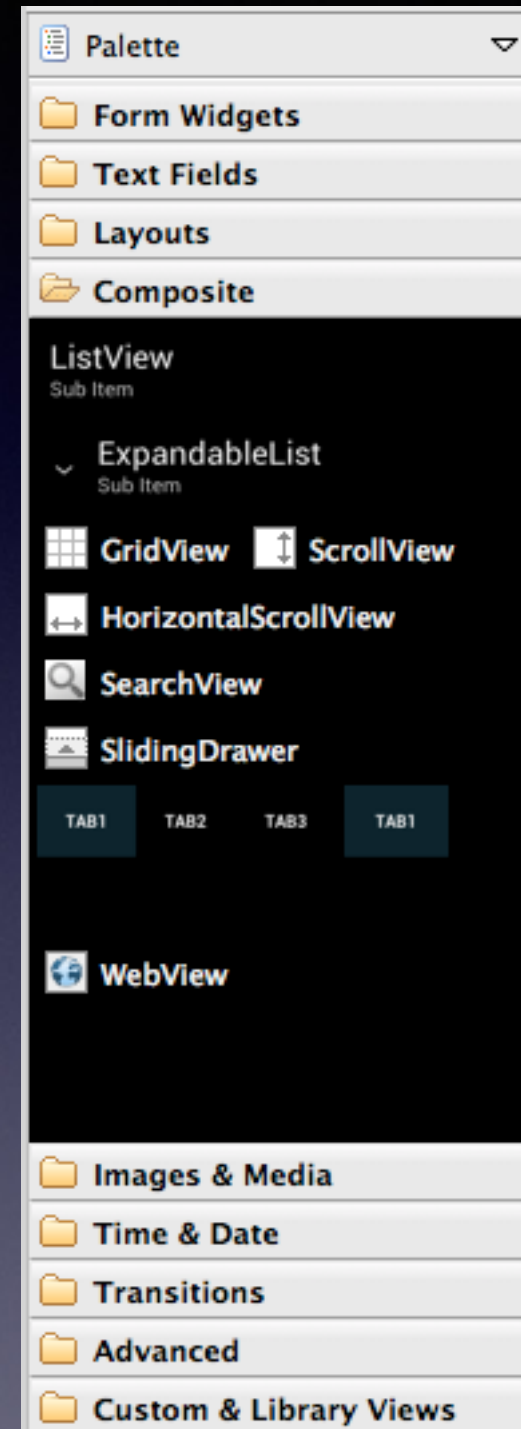 Palette
Form Widgets
Text Fields
Layouts
Composite
ListView
Sub Item
ExpandableList
Sub Item
GridView ScrollView
HorizontalScrollView
SearchView
SlidingDrawer
TAB1 TAB2 TAB3 TAB1
WebView
Images & Media
Time & Date
Transitions
Advanced
Custom & Library Views